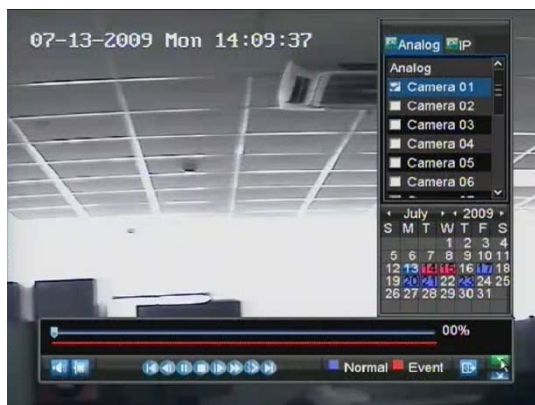 07-13-2009 Mon 14:09:37
Analog IP
Analog
Camera 01
Camera 02
Camera 03
Camera 04
Camera 05
Camera 06
July 2009
S M T W T F S
1 2 3 4
5 6 7 8 9 10 11
12 13 14 15 16 17 18
19 20 21 22 23 24 25
26 27 28 29 30 31
00%
Normal Event